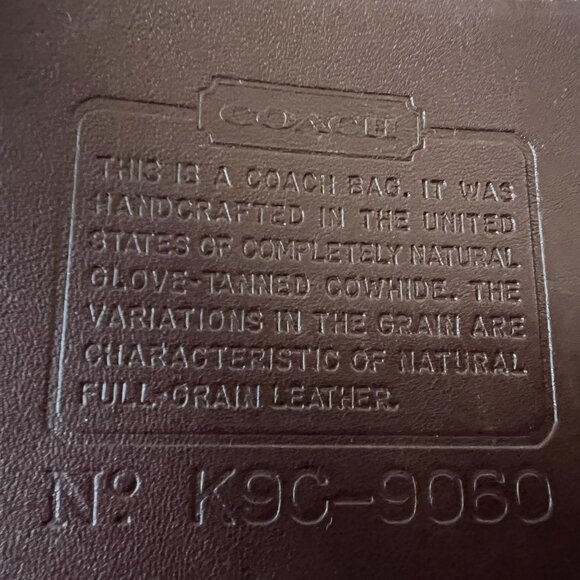 COACH
THIS IS A COACH BAG. IT WAS
HANDCRAFTED IN THE UNITED
STATES OF COMPLETELY NATURAL
GLOVE-TANNED COWHIDE. THE
VARIATIONS IN THE GRAIN ARE
CHARACTERISTIC OF NATURAL
FULL-GRAIN LEATHER.
Nº K9C-9060